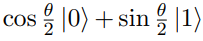 cos θ/2 |0⟩ + sin θ/2 |1⟩